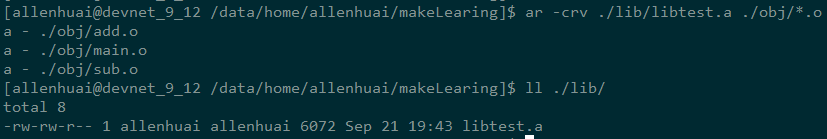 [allenhuai@devnet_9_12 /data/home/allenhuai/makeLearing]$ ar -crv ./lib/libtest.a ./obj/*.o
a - ./obj/add.o
a - ./obj/main.o
a - ./obj/sub.o
[allenhuai@devnet_9_12 /data/home/allenhuai/makeLearing]$ ll ./lib/
total 8
-rw-rw-r-- 1 allenhuai allenhuai 6072 Sep 21 19:43 libtest.a